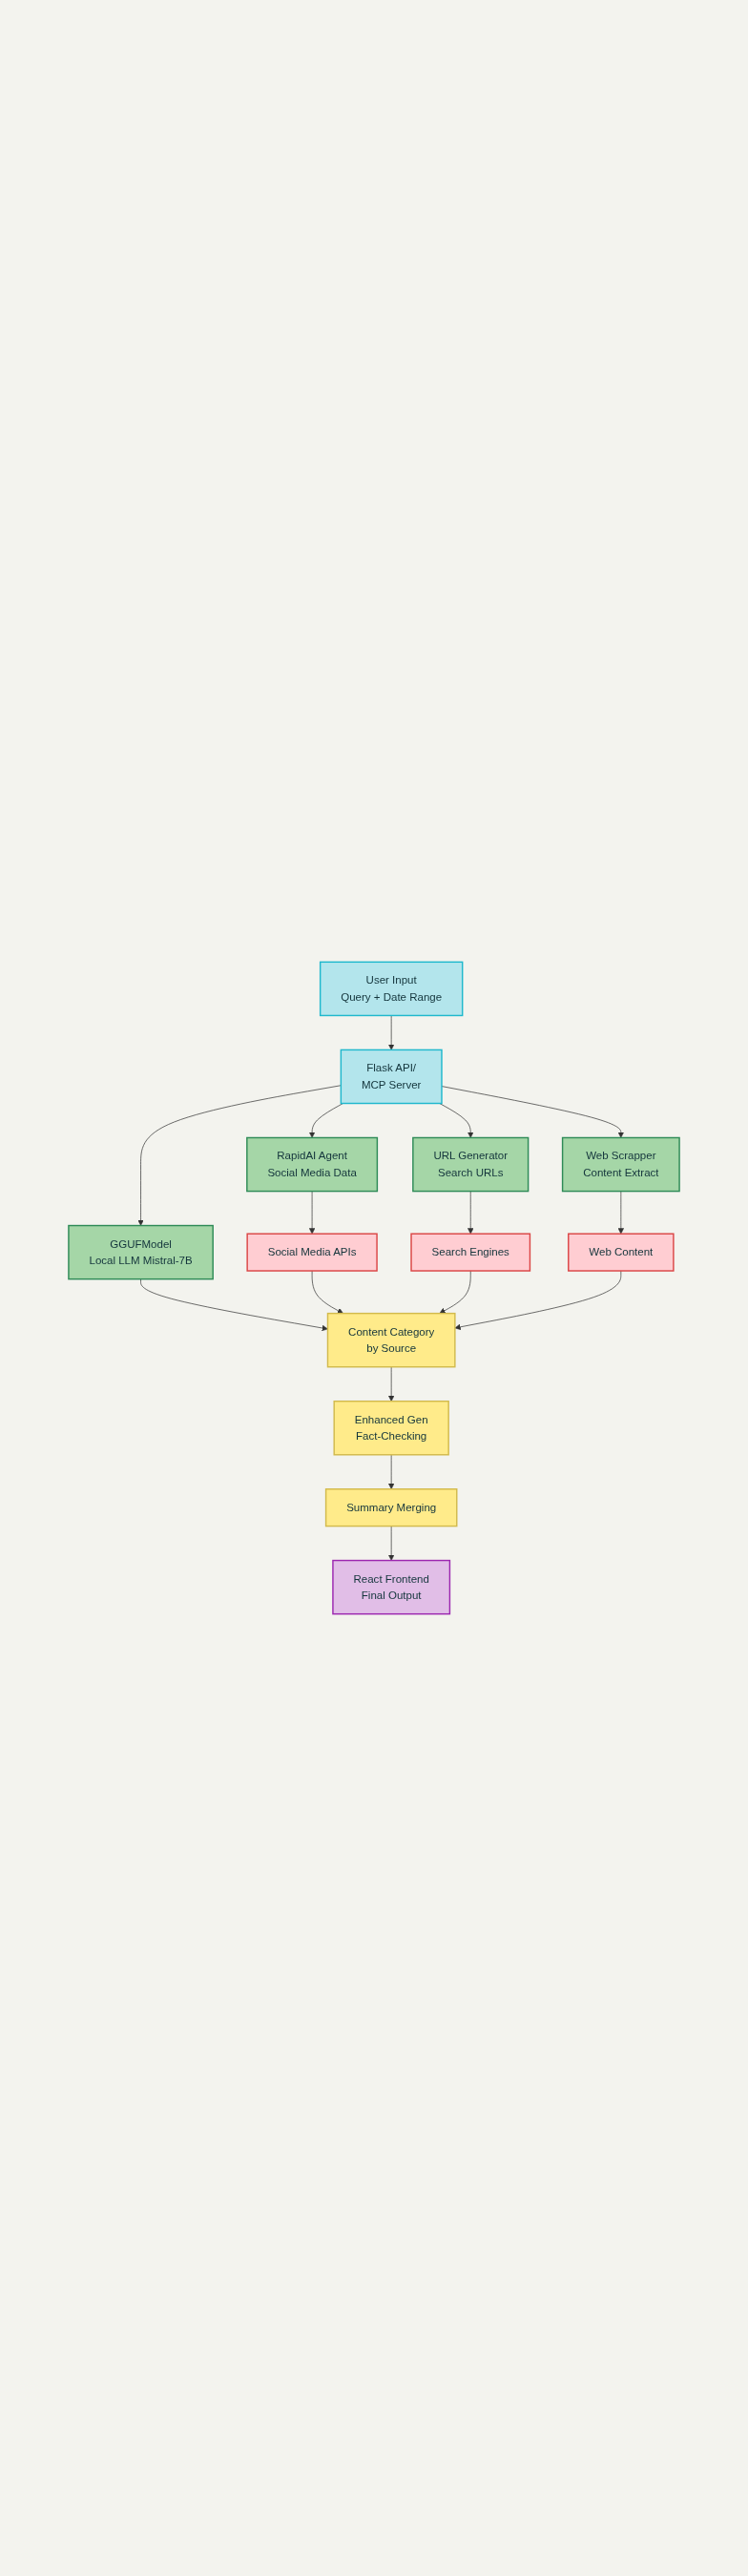 User Input
Query + Date Range
Flask API/
MCP Server
RapidAI Agent
Social Media Data
URL Generator
Search URLs
Web Scrapper
Content Extract
GGUFModel
Local LLM Mistral-7B
Social Media APIs
Search Engines
Web Content
Content Category
by Source
Enhanced Gen
Fact-Checking
Summary Merging
React Frontend
Final Output